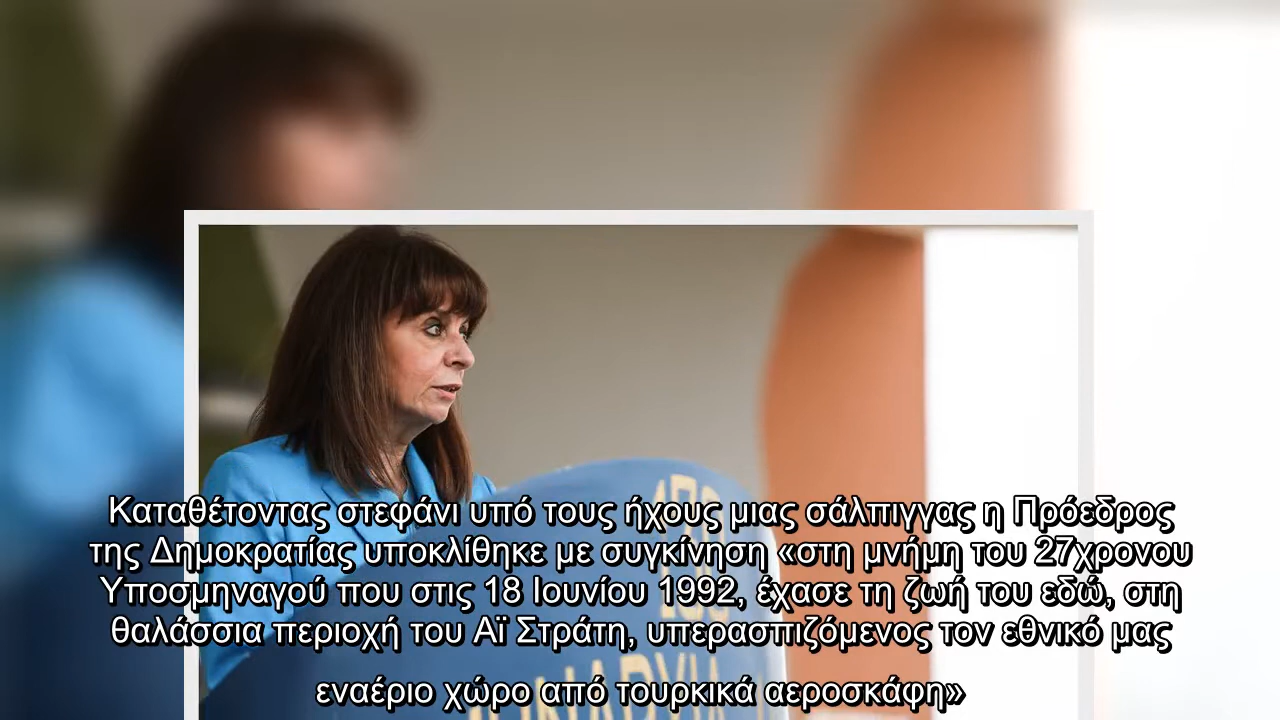 Καταθέτοντας στεφάνι υπό τους ήχους μιας σάλπιγγας η Πρόεδρος
της Δημοκρατίας υποκλίθηκε με συγκίνηση «στη μνήμη του 27χρονου
Υποσμηναγού που στις 18 Ιουνίου 1992, έχασε τη ζωή του εδώ, στη
θαλάσσια περιοχή του Αϊ Στράτη, υπερασπιζόμενος τον εθνικό μας
εναέριο χώρο από τουρκικά αεροσκάφη»